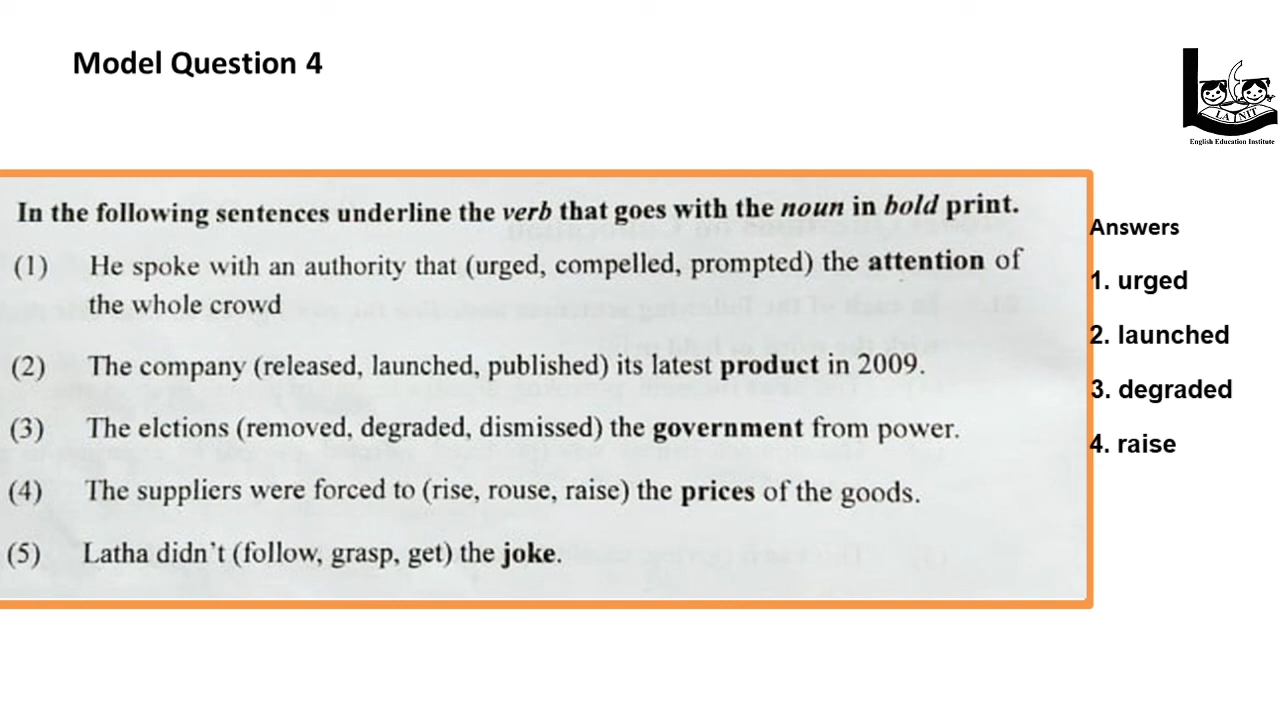 Model Question 4
LA NIT
English Education Institute
In the following sentences underline the verb that goes with the noun in bold print.
(1) He spoke with an authority that (urged, compelled, prompted) the attention of
the whole crowd
(2) The company (released, launched, published) its latest product in 2009.
(3) The elctions (removed, degraded, dismissed) the government from power.
(4) The suppliers were forced to (rise, rouse, raise) the prices of the goods.
(5) Latha didn't (follow, grasp, get) the joke.
Answers
1. urged
2. launched
3. degraded
4. raise